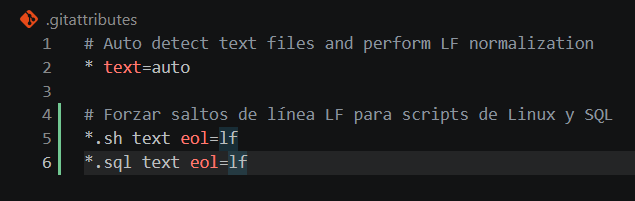 .gitattributes
1 # Auto detect text files and perform LF normalization
2 * text=auto
3
4 # Forzar saltos de línea LF para scripts de Linux y SQL
5 *.sh text eol=lf
6 *.sql text eol=lf